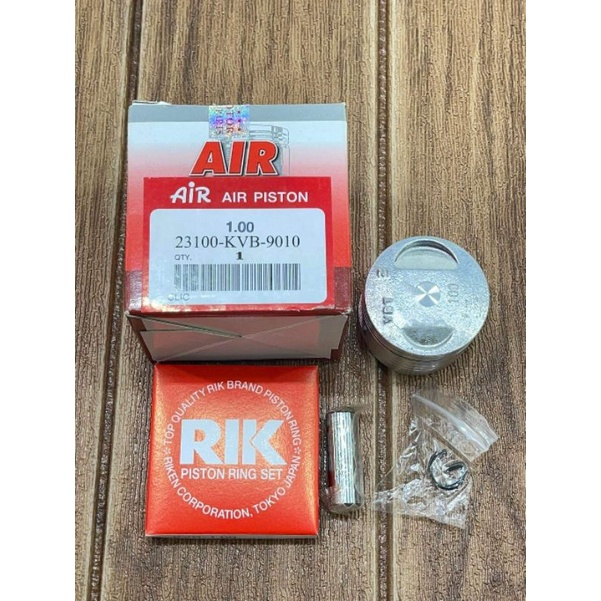 AIR
AiR AIR PISTON
1.00
23100-KVB-9010
QTY.
1
TOP QUALITY RIK BRAND PISTON RING
RIK
PISTON RING SET
RIKEN CORPORATION, TOKYO JAPAN
100